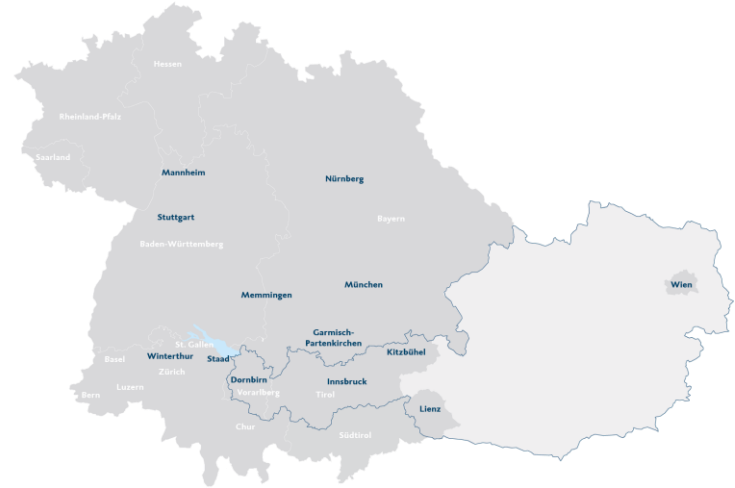 Hessen
Rheinland-Pfalz
Saarland
Mannheim
Nürnberg
Stuttgart
Bayern
Baden-Württemberg
Wien
München
Memmingen
Garmisch-
Partenkirchen
St. Gallen
Kitzbühel
Basel
Winterthur
Staad
Zürich
Dornbirn
Innsbruck
Luzern
Bern
Vorarlberg
Tirol
Lienz
Chur
Südtirol